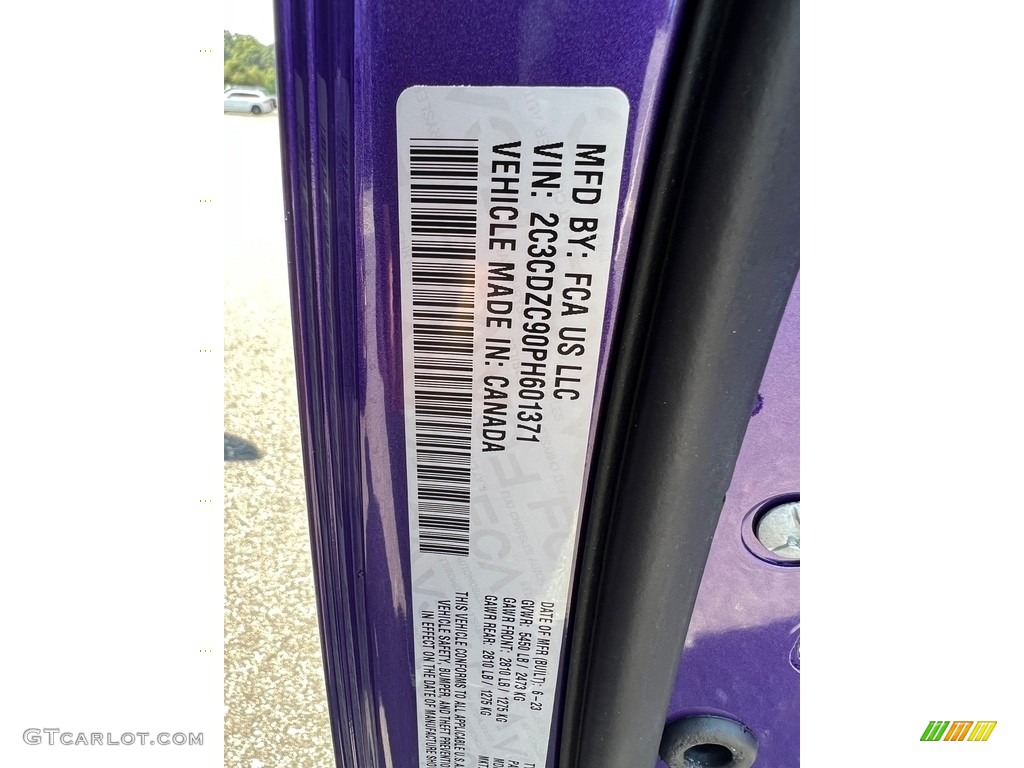 MFD BY: FCA US LLC
VIN: 2C3CDZC90PH601371
VEHICLE MADE IN: CANADA
DATE OF MFR (BUILT): 6-23
GVWR: 5450 LB / 2473 KG
GAWR FRONT: 2810 LB / 1275 KG
GAWR REAR: 2810 LB / 1275 KG
THIS VEHICLE CONFORMS TO ALL APPLICABLE U.S.A.
VEHICLE SAFETY, BUMPER, AND THEFT PREVENTION
IN EFFECT ON THE DATE OF MANUFACTURE SHO
FCA
GTCarLot.com